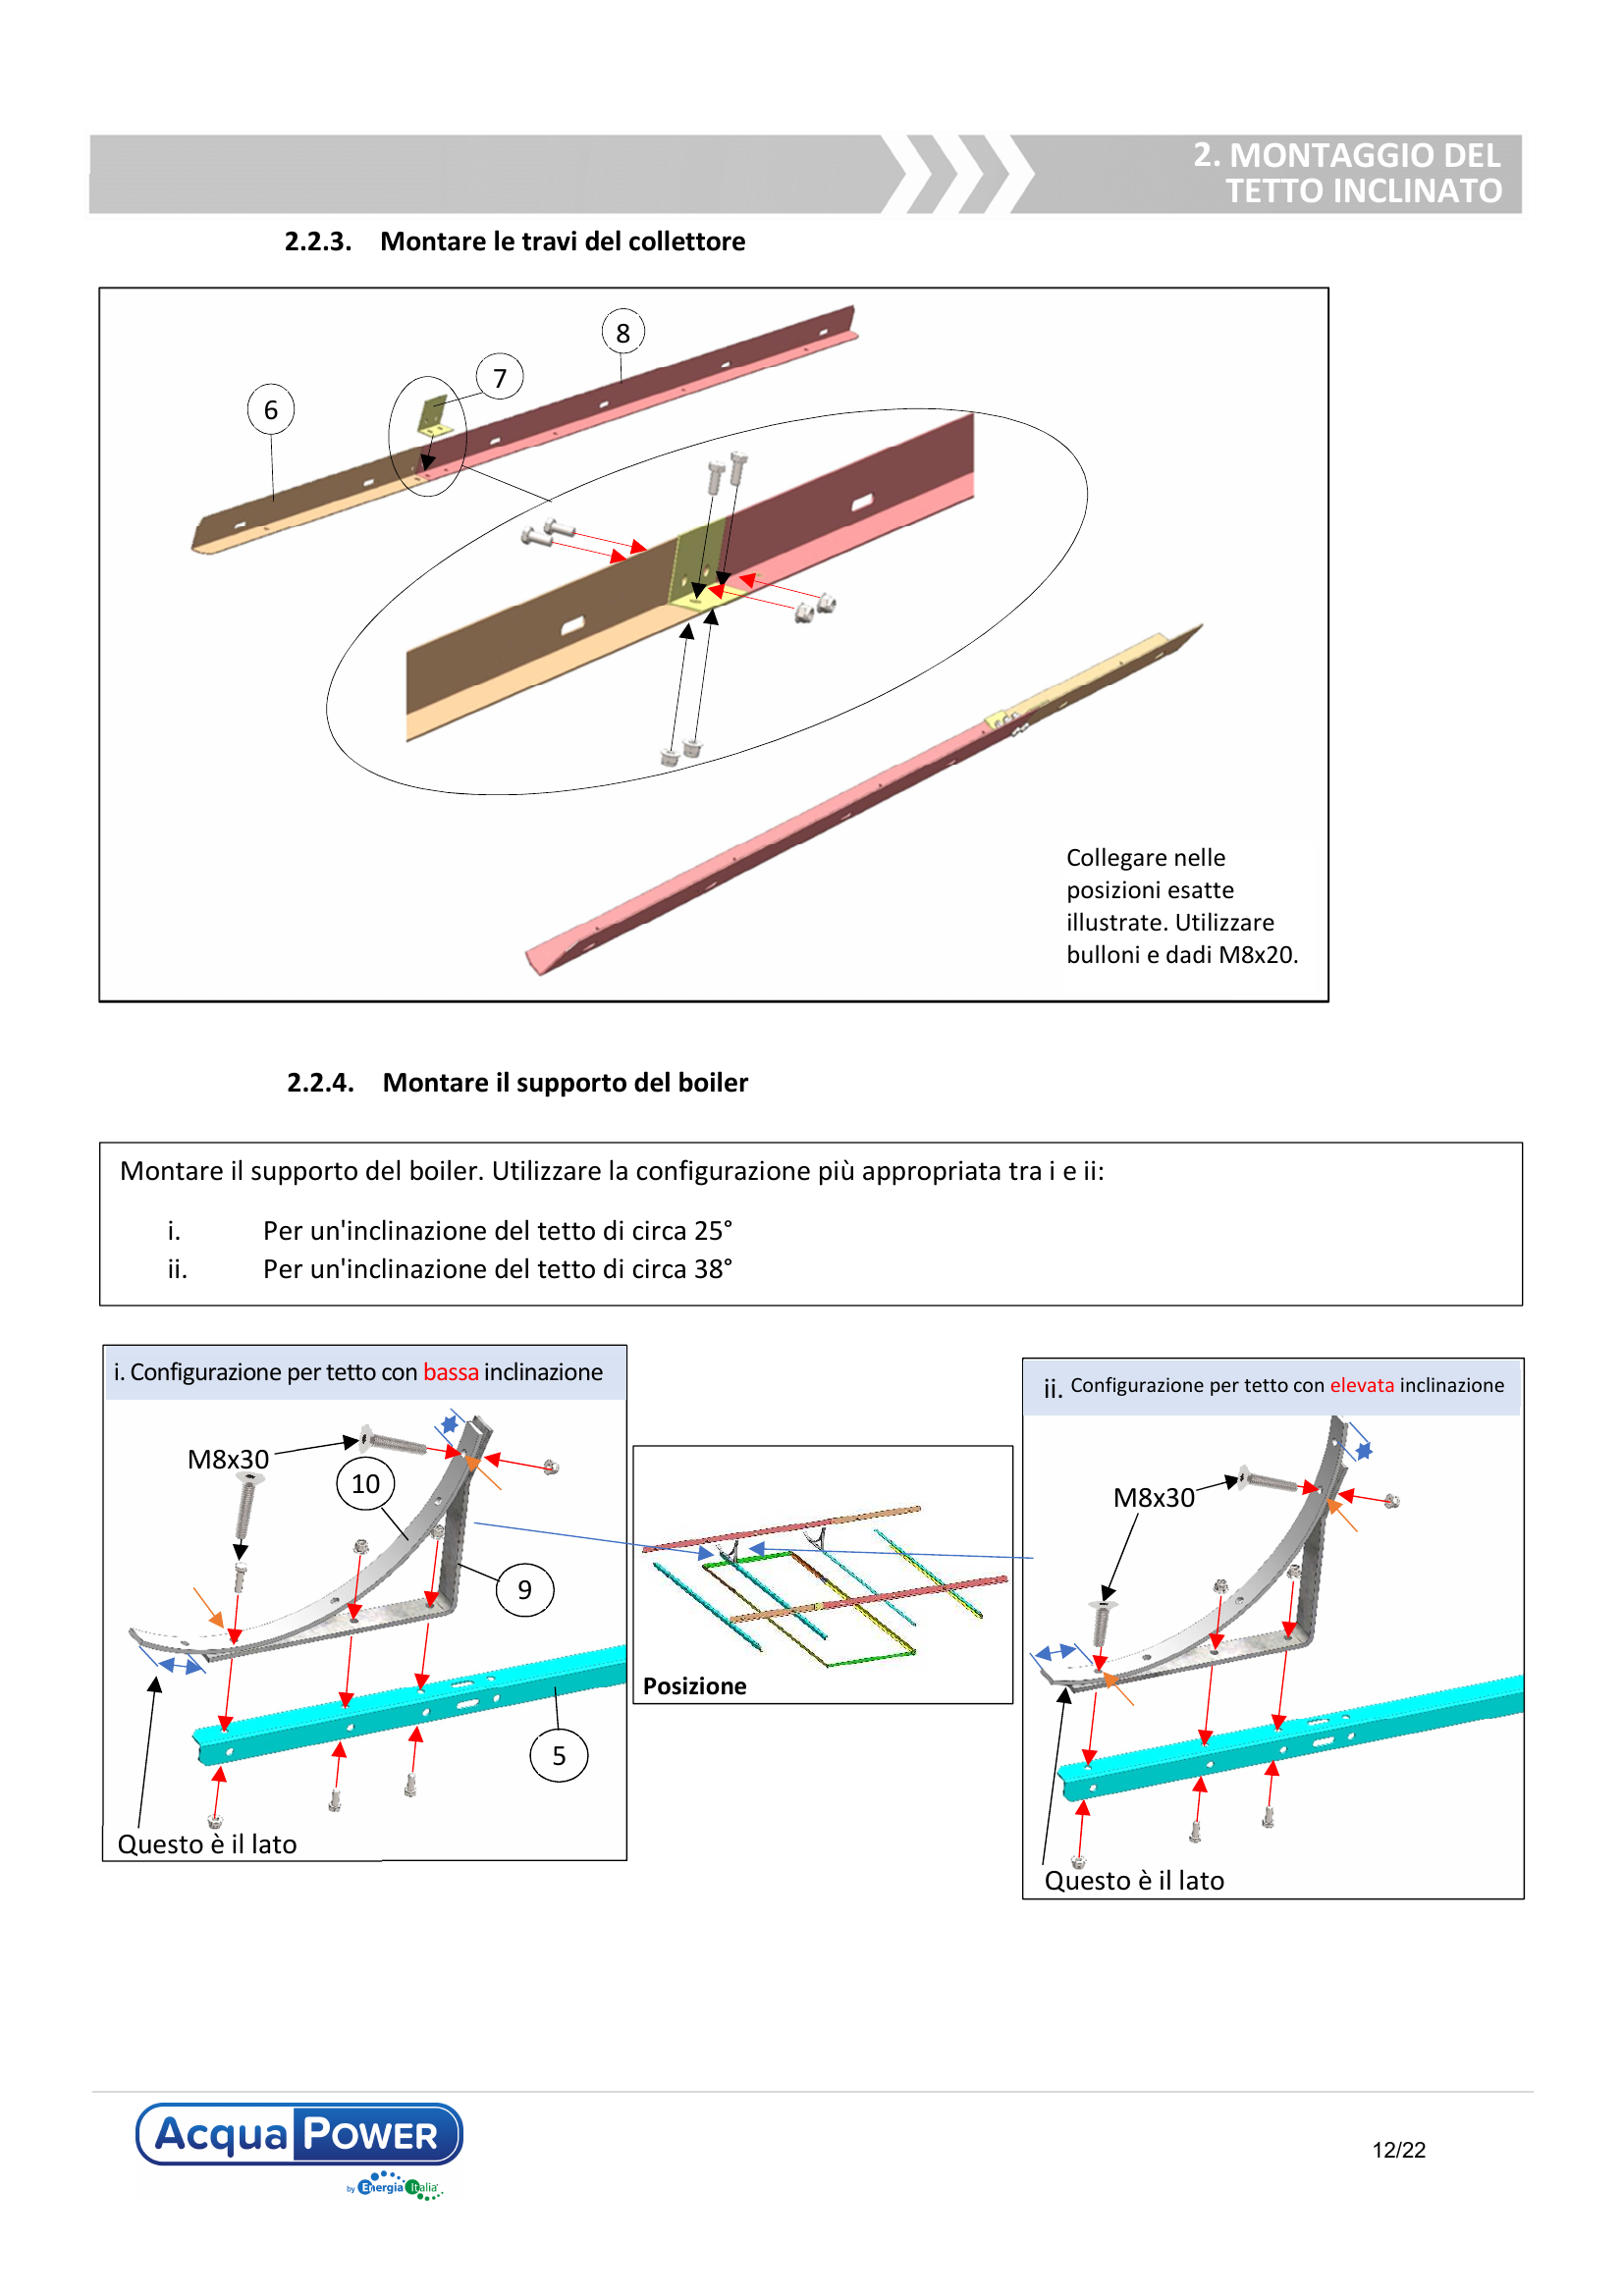 2. MONTAGGIO DEL
TETTO INCLINATO
2.2.3. Montare le travi del collettore
8
7
6
Collegare nelle
posizioni esatte
illustrate. Utilizzare
bulloni e dadi M8x20.
2.2.4. Montare il supporto del boiler
Montare il supporto del boiler. Utilizzare la configurazione più appropriata tra i e ii:
i. Per un'inclinazione del tetto di circa 25°
ii. Per un'inclinazione del tetto di circa 38°
i. Configurazione per tetto con bassa inclinazione
M8x30
10
9
5
Questo è il lato
Posizione
ii. Configurazione per tetto con elevata inclinazione
M8x30
Questo è il lato
Acqua POWER
by Energia Italia
12/22